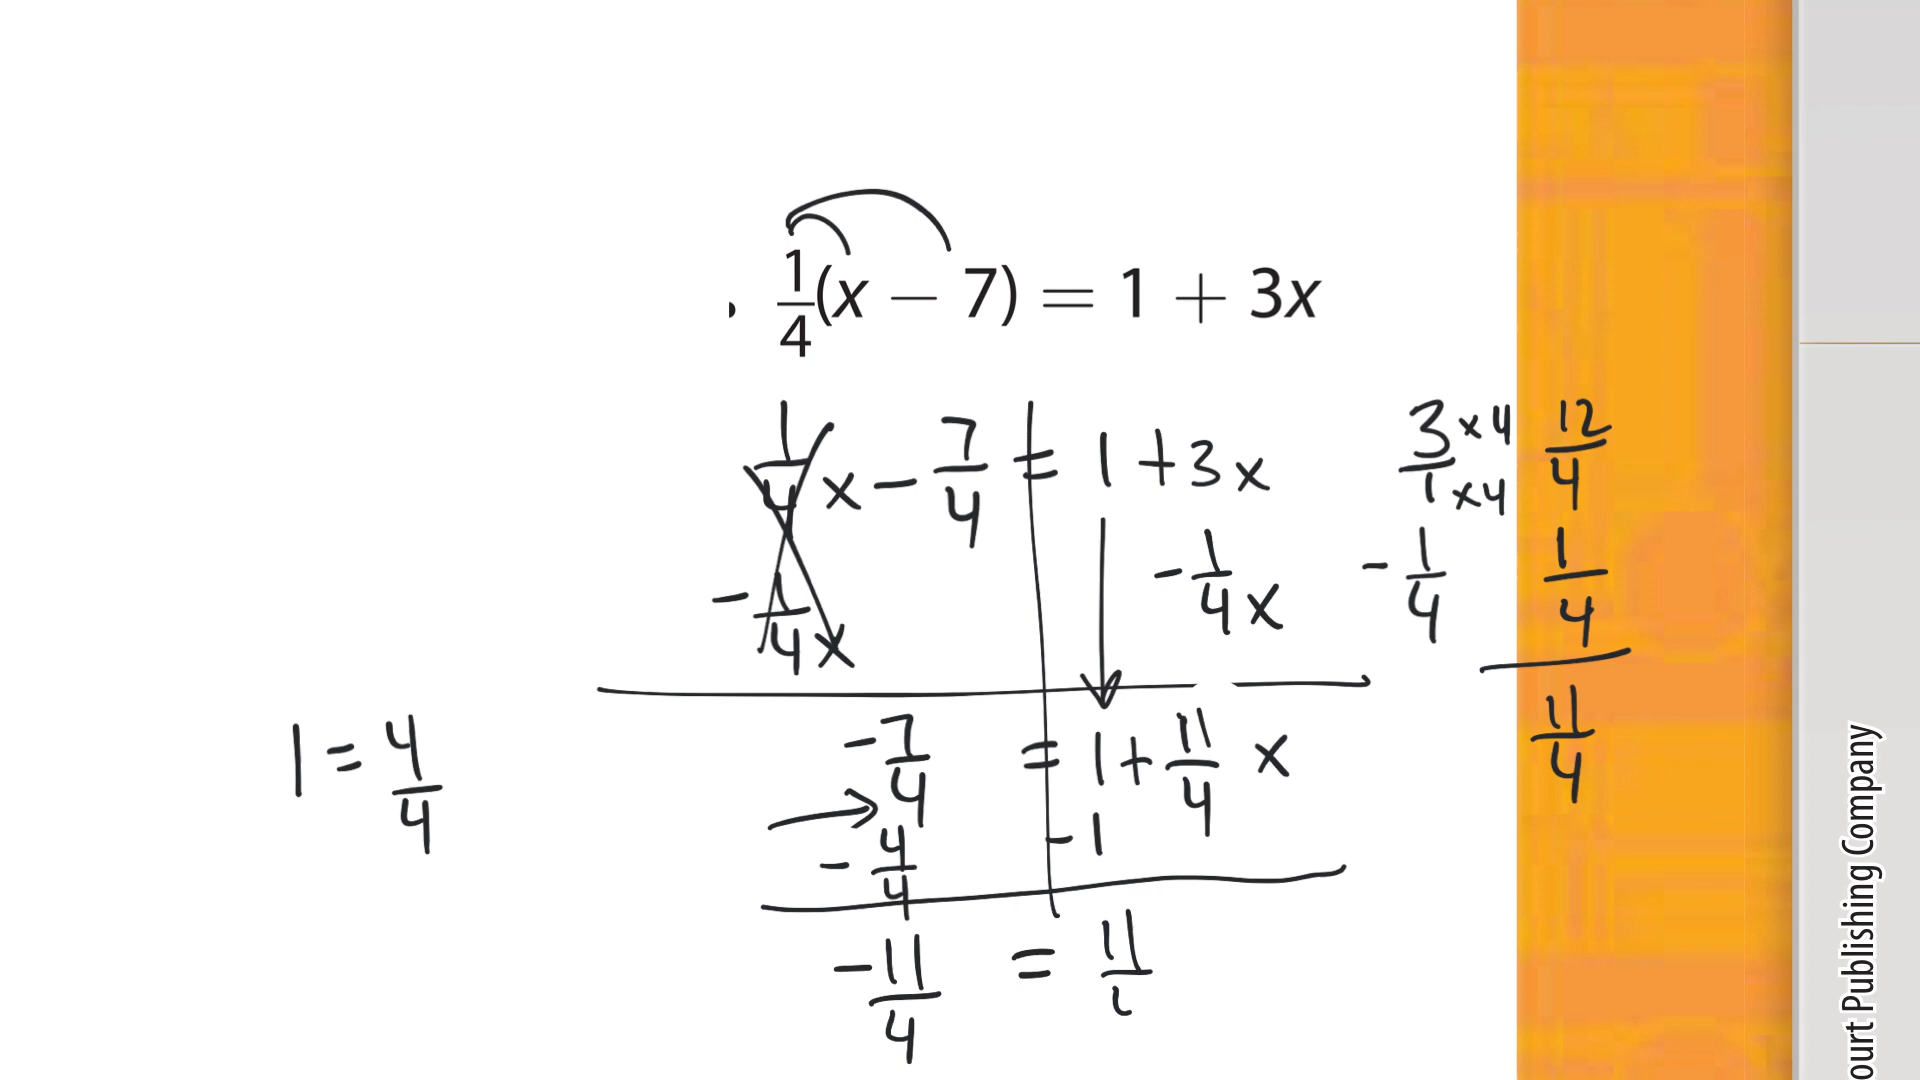 . 1/4(x − 7) = 1 + 3x
1/4 x − 7/4 = 1 + 3x
− 1/4 x − 1/4 x
− 7/4 = 1 + 11/4 x
− 4/4 − 1
− 11/4 = 11/
1 = 4/4
3/1 ×4 ×4 12/4
− 1/4 1/4
11/4
ourt Publishing Company